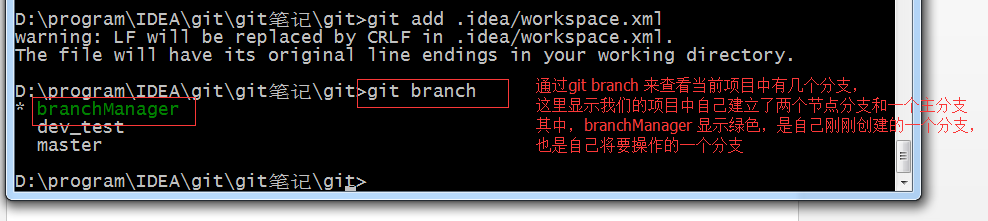 D:\program\IDEA\git\git笔记\git>git add .idea/workspace.xml
warning: LF will be replaced by CRLF in .idea/workspace.xml.
The file will have its original line endings in your working directory.
D:\program\IDEA\git\git笔记\git>git branch
* branchManager
dev_test
master
D:\program\IDEA\git\git笔记\git>
通过git branch 来查看当前项目中有几个分支,
这里显示我们的项目中自己建立了两个节点分支和一个主分支
其中，branchManager 显示绿色，是自己刚刚创建的一个分支,
也是自己将要操作的一个分支